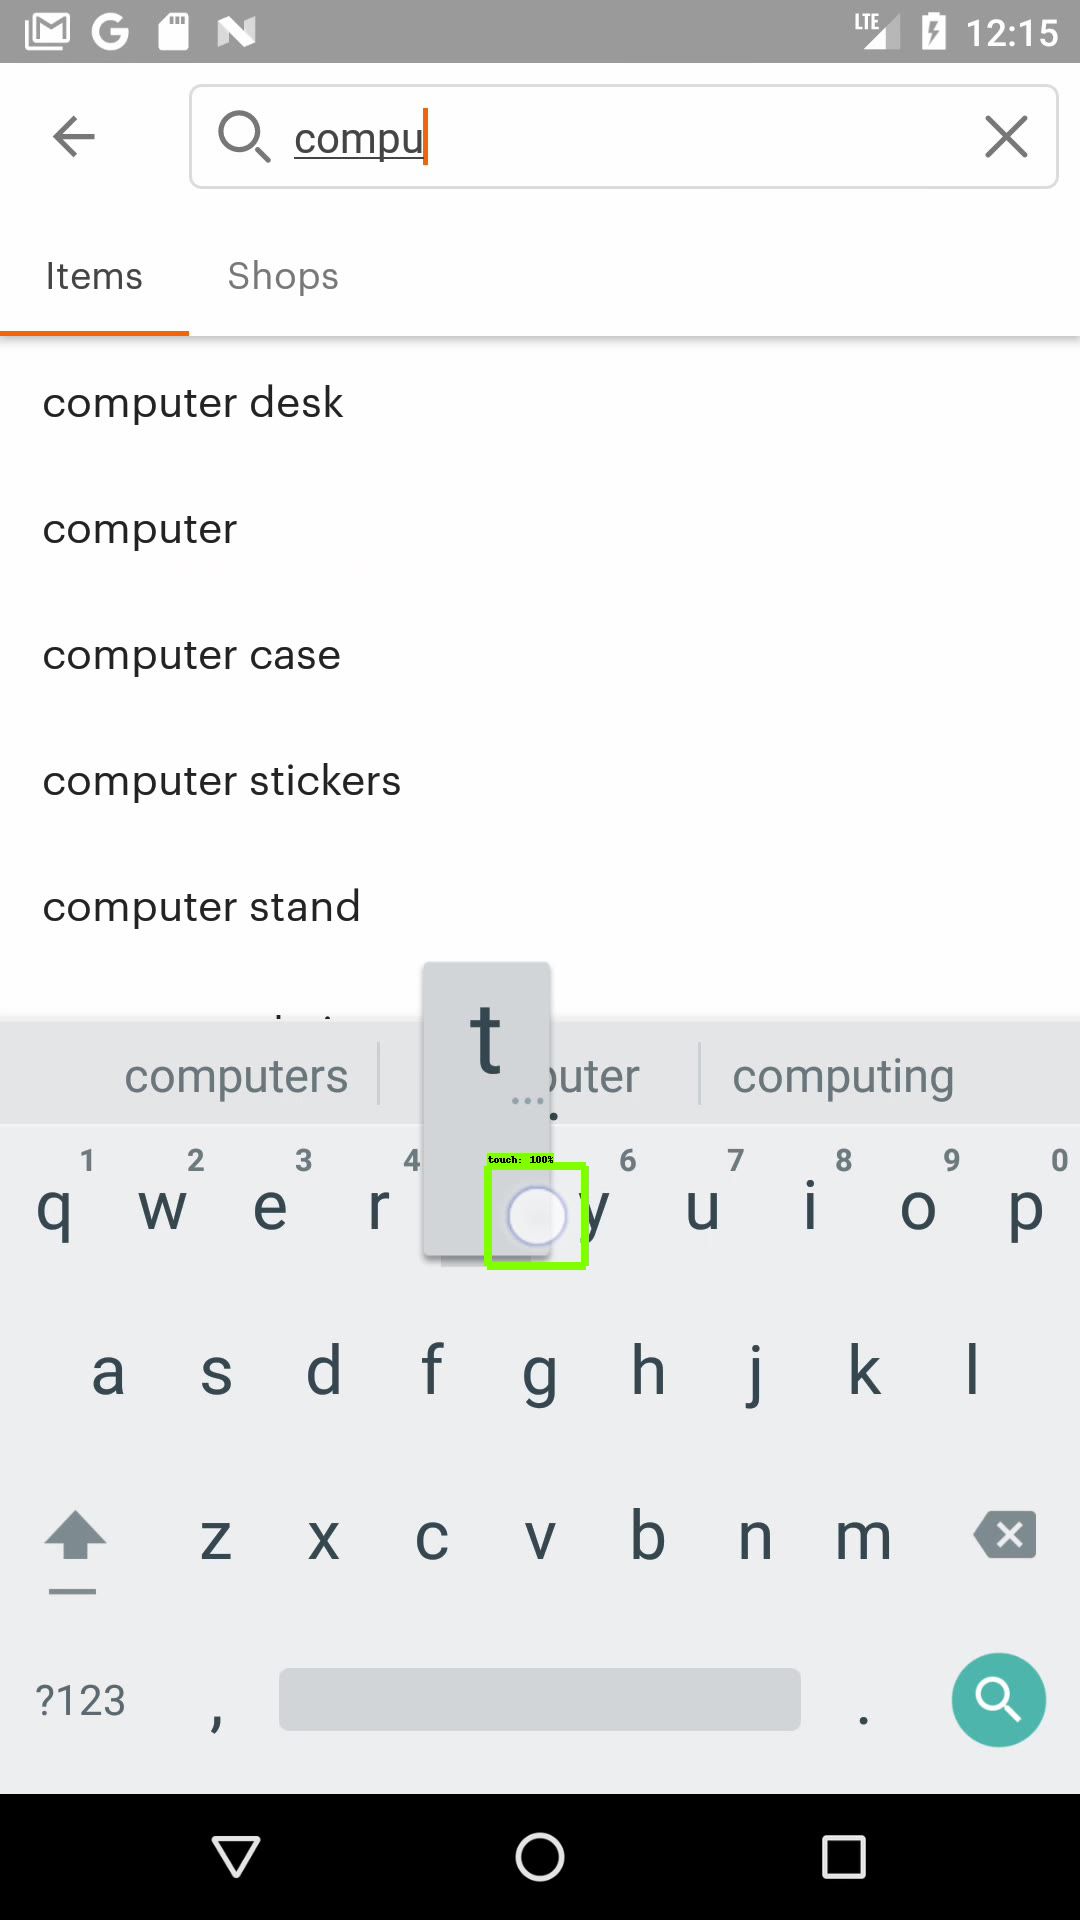 LTE 12:15
compu
Items Shops
computer desk
computer
computer case
computer stickers
computer stand
t
computers puter computing
touch: 100%
1 2 3 4 6 7 8 9 0
q w e r y u i o p
a s d f g h j k l
z x c v b n m
?123 , .